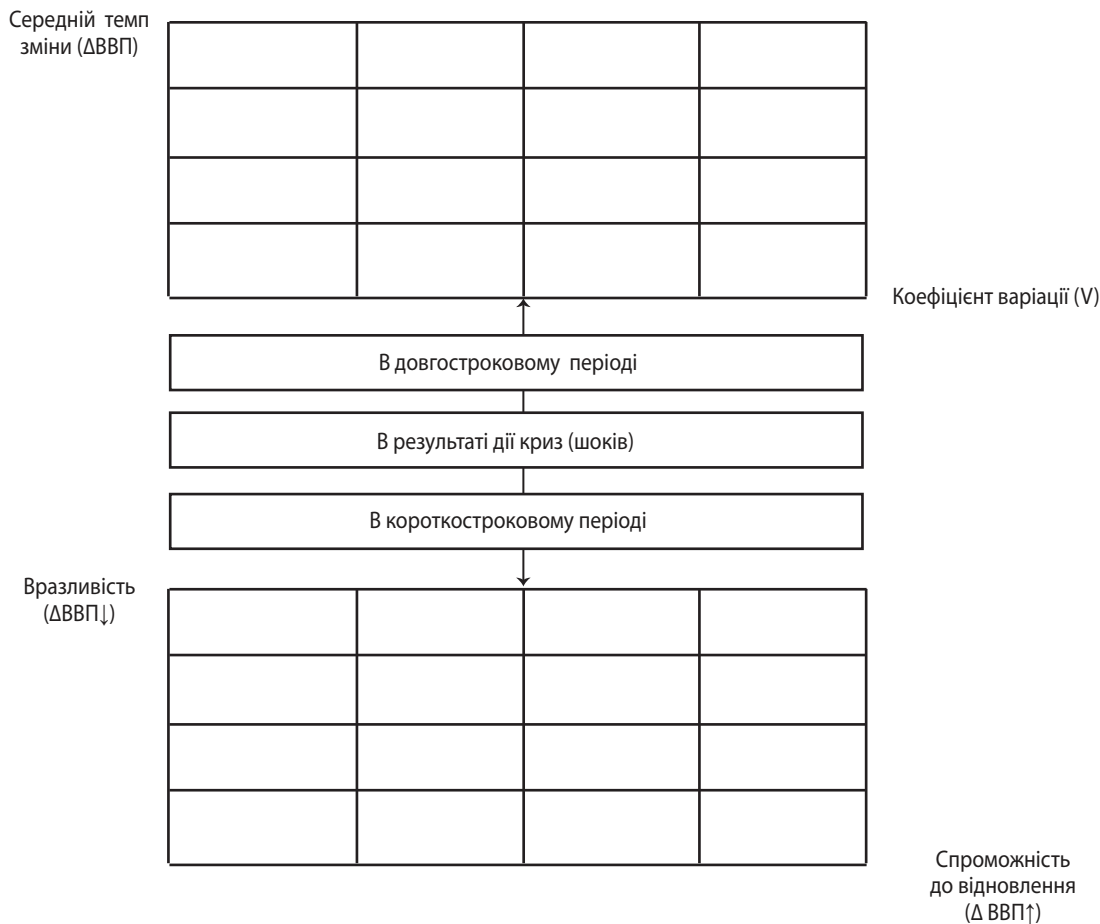 Середній темп
зміни (ΔВВП)
Коефіцієнт варіації (V)
В довгостроковому періоді
В результаті дії криз (шоків)
В короткостроковому періоді
Вразливість
(ΔВВП↓)
Спроможність
до відновлення
(Δ ВВП↑)